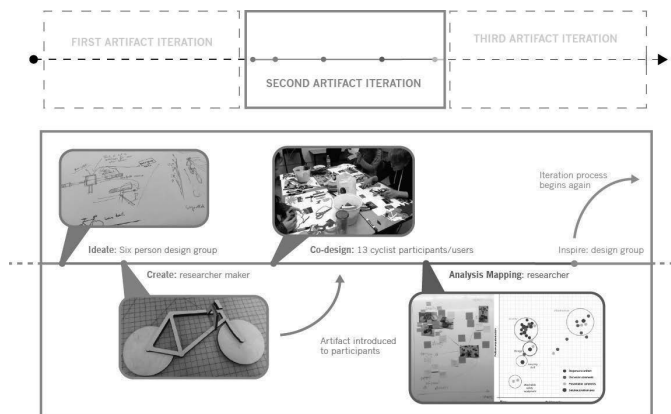 FIRST ARTIFACT ITERATION
SECOND ARTIFACT ITERATION
THIRD ARTIFACT ITERATION
Iteration process
begins again
Ideate: Six person design group
Co-design: 13 cyclist participants/users
Inspire: design group
Create: researcher maker
Analysis Mapping: researcher
Artifact introduced
to participants